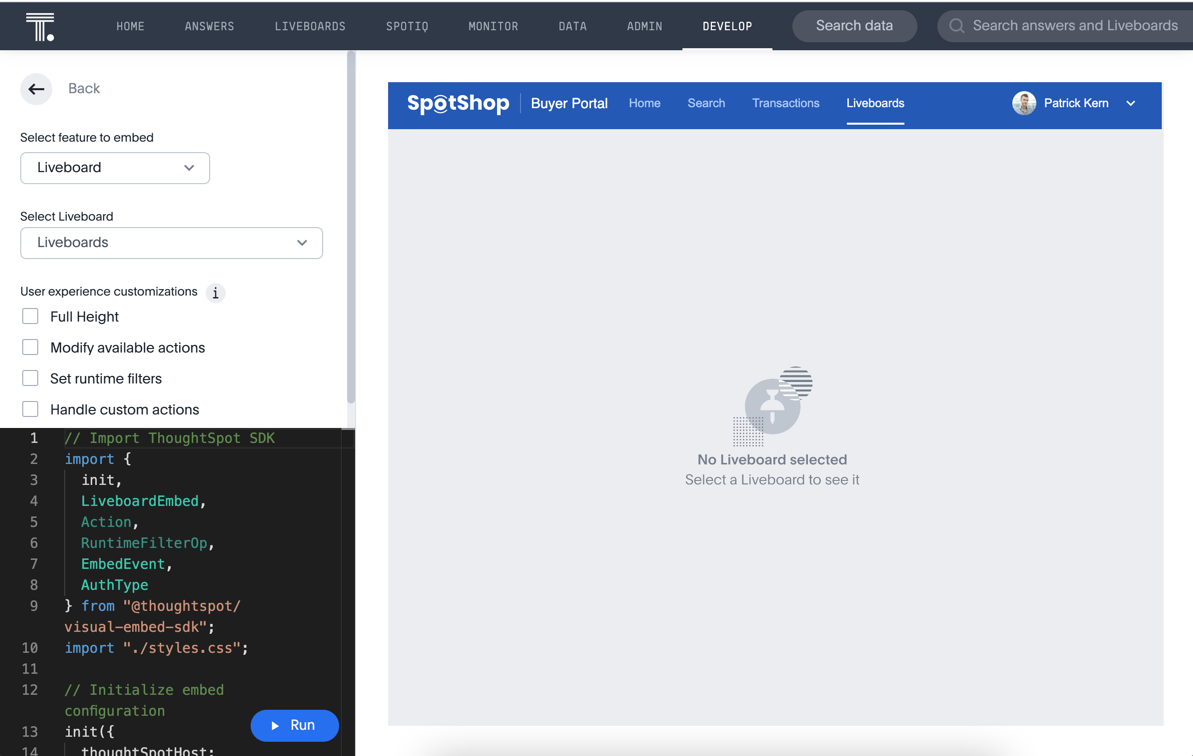 T.
HOME ANSWERS LIVEBOARDS SPOTIQ MONITOR DATA ADMIN DEVELOP Search data Search answers and Liveboards
Back
Select feature to embed
Liveboard
Select Liveboard
Liveboards
User experience customizations i
Full Height
Modify available actions
Set runtime filters
Handle custom actions
1 // Import ThoughtSpot SDK
2 import {
3 init,
4 LiveboardEmbed,
5 Action,
6 RuntimeFilterOp,
7 EmbedEvent,
8 AuthType
9 } from "@thoughtspot/
visual-embed-sdk";
10 import "./styles.css";
11
12 // Initialize embed
configuration
13 init({
14 thoughtSpotHost:
Run
SpotShop Buyer Portal Home Search Transactions Liveboards Patrick Kern
No Liveboard selected
Select a Liveboard to see it